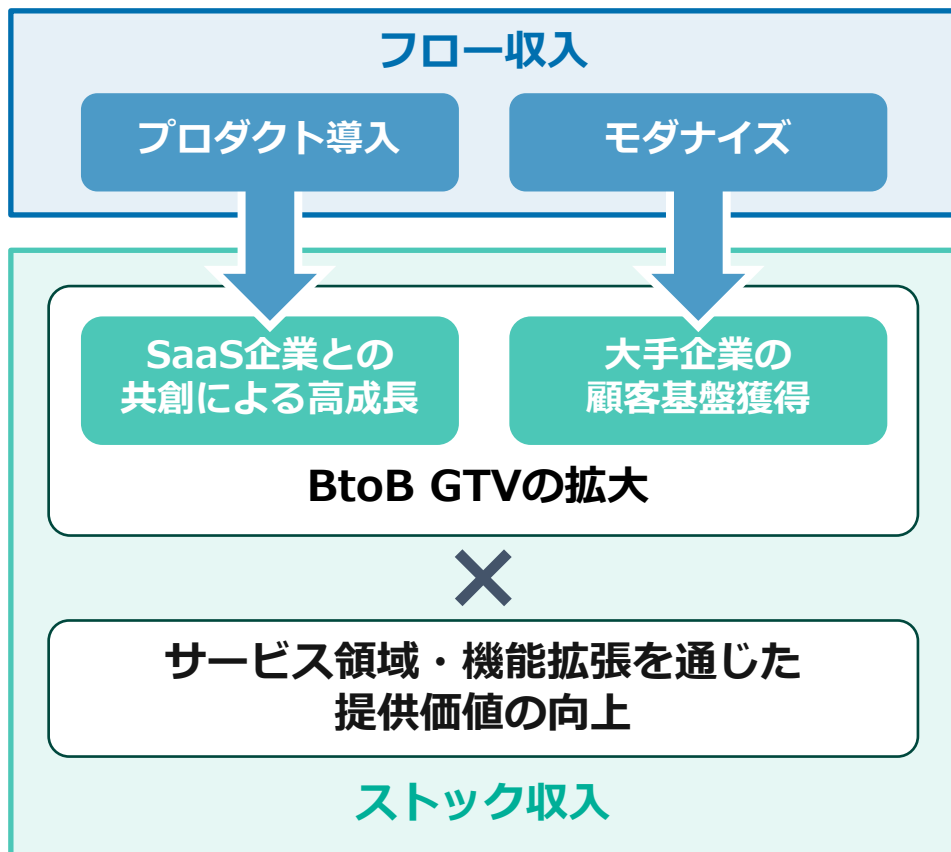 フロー収入
プロダクト導入
モダナイズ
SaaS企業との
共創による高成長
大手企業の
顧客基盤獲得
BtoB GTVの拡大
×
サービス領域・機能拡張を通じた
提供価値の向上
ストック収入